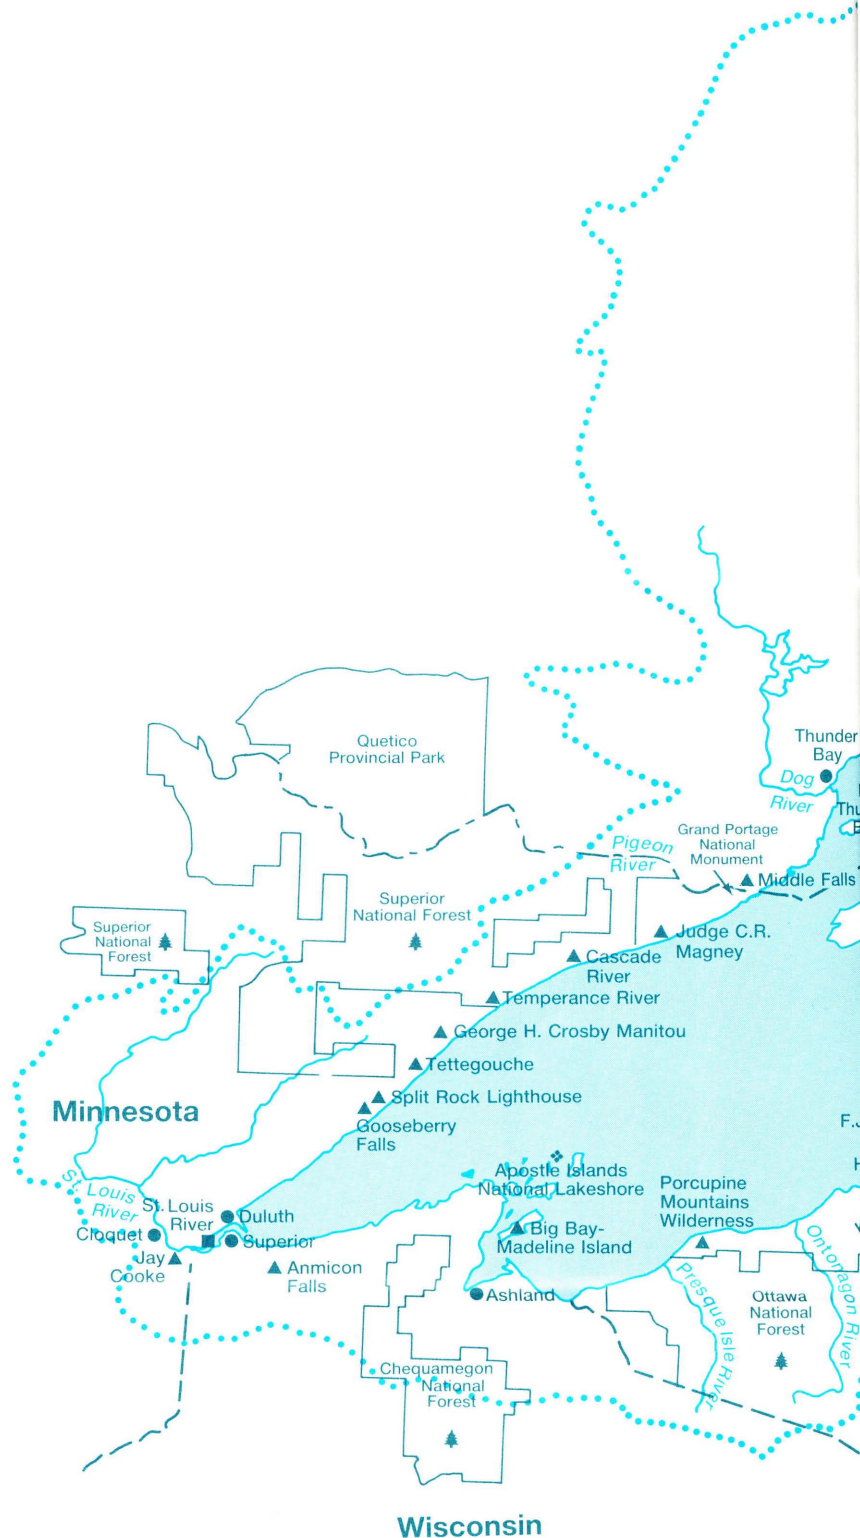 Quetico
Provincial Park
Thunder
Bay
Dog
River
Grand Portage
National
Monument
Pigeon
River
Middle Falls
Superior
National Forest
Superior
National
Forest
Judge C.R.
Magney
Cascade
River
Temperance River
George H. Crosby Manitou
Tettegouche
Split Rock Lighthouse
Gooseberry
Falls
Minnesota
F.J
Apostle Islands
National Lakeshore
Porcupine
Mountains
Wilderness
St. Louis
River
St. Louis
River
Duluth
Cloquet
Superior
Big Bay-
Madeline Island
Jay
Cooke
Anmicon
Falls
Ashland
Presque Isle River
Ottawa
National
Forest
Ontonagon River
Chequamegon
National
Forest
Wisconsin